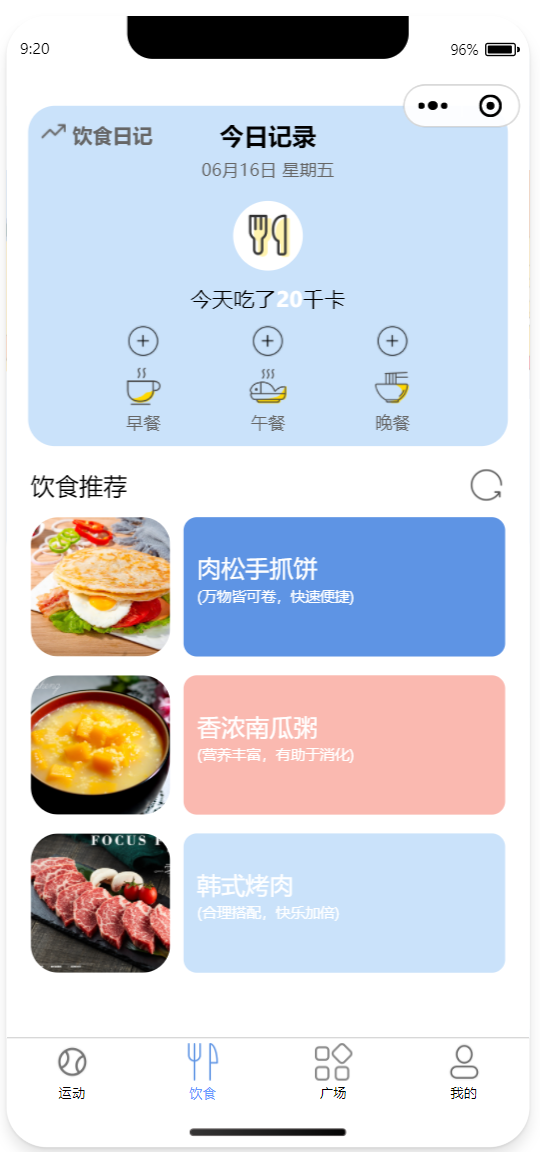 9:20
96%
饮食日记
今日记录
06月16日 星期五
今天吃了20千卡
早餐
午餐
晚餐
饮食推荐
肉松手抓饼
(万物皆可卷，快速便捷)
香浓南瓜粥
(营养丰富，有助于消化)
FOCUS
韩式烤肉
(合理搭配，快乐加倍)
运动
饮食
广场
我的